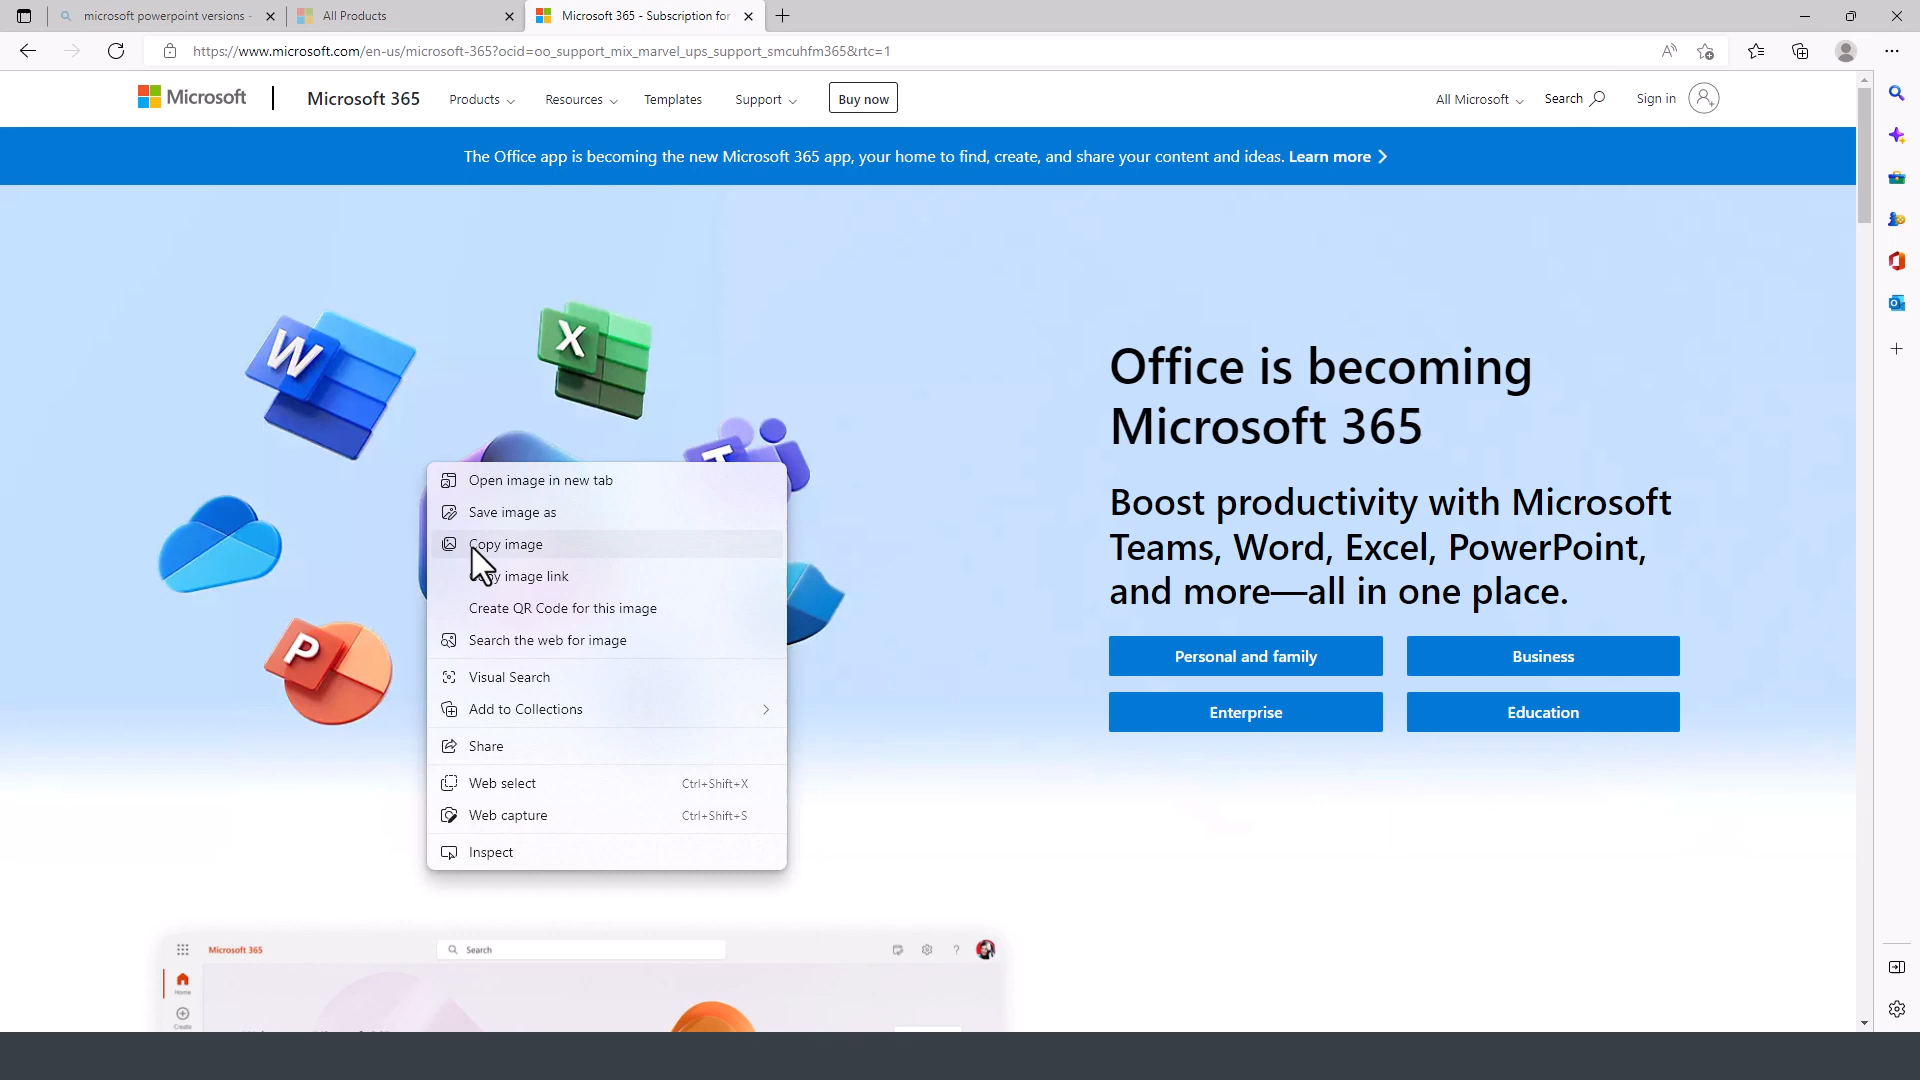 microsoft powerpoint versions -
All Products
Microsoft 365 - Subscription for
https://www.microsoft.com/en-us/microsoft-365?ocid=oo_support_mix_marvel_ups_support_smcuhfm365&rtc=1
Microsoft
Microsoft 365
Products
Resources
Templates
Support
Buy now
All Microsoft
Search
Sign in
The Office app is becoming the new Microsoft 365 app, your home to find, create, and share your content and ideas. Learn more
W
X
T
P
Open image in new tab
Save image as
Copy image
image link
Create QR Code for this image
Search the web for image
Visual Search
Add to Collections
Share
Web select Ctrl+Shift+X
Web capture Ctrl+Shift+S
Inspect
Office is becoming
Microsoft 365
Boost productivity with Microsoft
Teams, Word, Excel, PowerPoint,
and more—all in one place.
Personal and family
Business
Enterprise
Education
Microsoft 365
Search
?
Home
Create